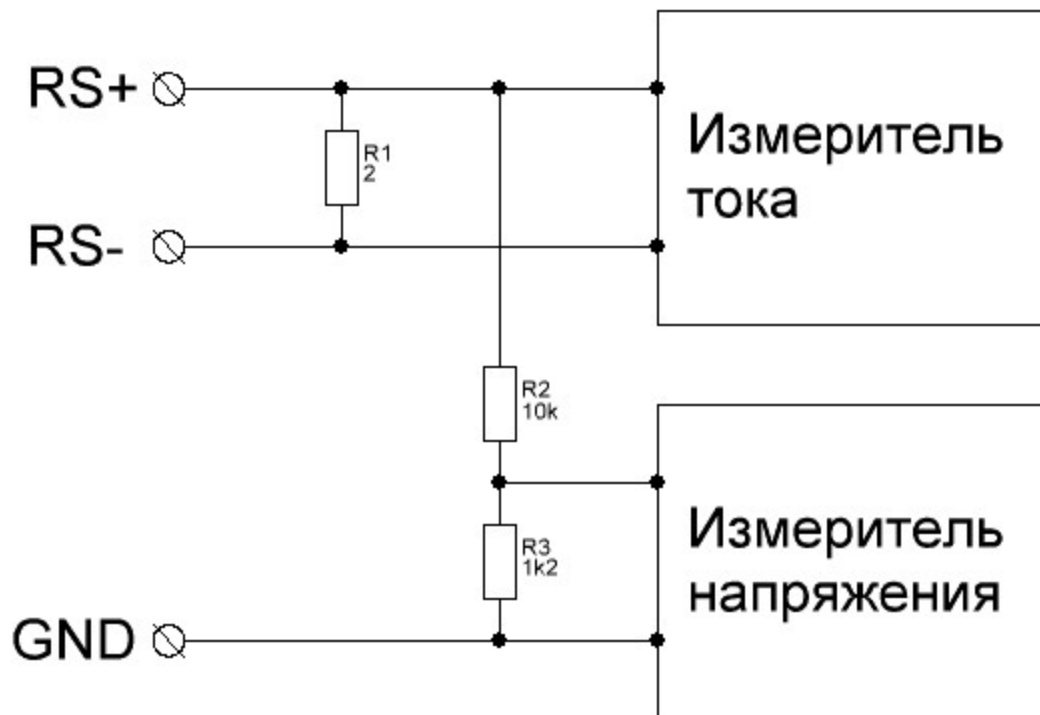 RS+
R1
2
Измеритель
тока
RS-
R2
10k
R3
1k2
Измеритель
напряжения
GND